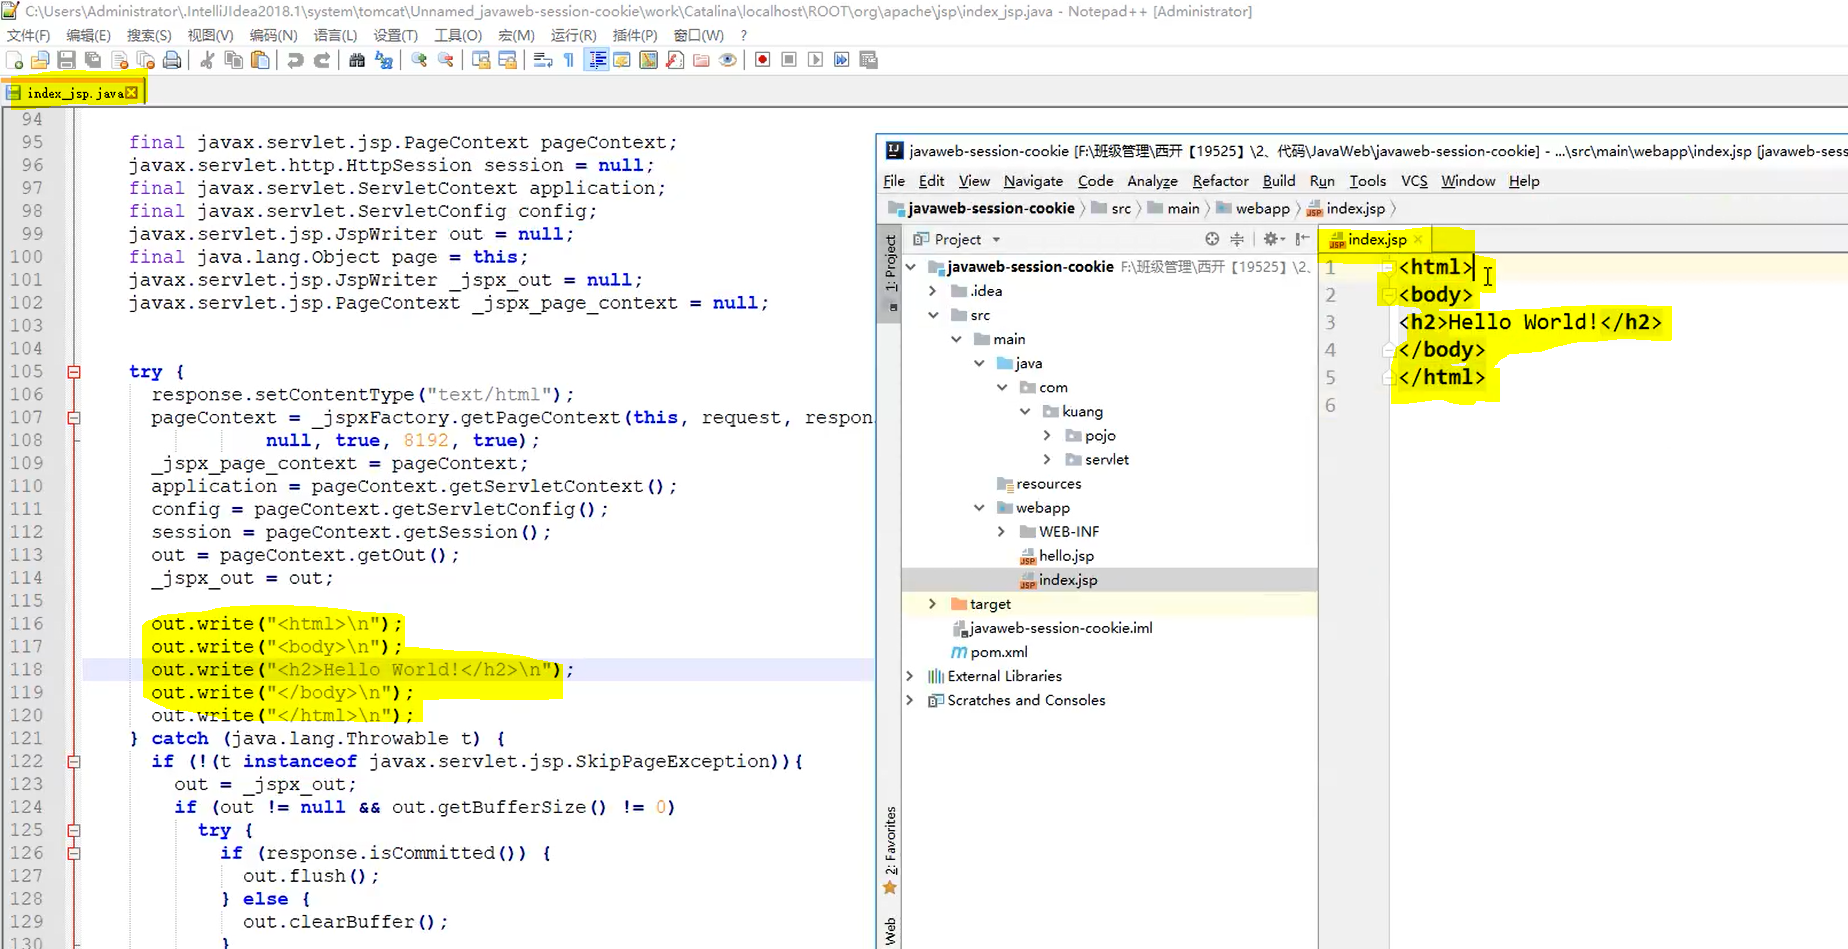 C:\Users\Administrator\.IntelliJIdea2018.1\system\tomcat\Unnamed_javaweb-session-cookie\work\Catalina\localhost\ROOT\org\apache\jsp\index_jsp.java - Notepad++ [Administrator]
文件(F) 编辑(E) 搜索(S) 视图(V) 编码(N) 语言(L) 设置(T) 工具(O) 宏(M) 运行(R) 插件(P) 窗口(W) ?
index_jsp.java
94
95 final javax.servlet.jsp.PageContext pageContext;
96 javax.servlet.http.HttpSession session = null;
97 final javax.servlet.ServletContext application;
98 final javax.servlet.ServletConfig config;
99 javax.servlet.jsp.JspWriter out = null;
100 final java.lang.Object page = this;
101 javax.servlet.jsp.JspWriter _jspx_out = null;
102 javax.servlet.jsp.PageContext _jspx_page_context = null;
103
104
105 try {
106 response.setContentType("text/html");
107 pageContext = _jspxFactory.getPageContext(this, request, respon
108 null, true, 8192, true);
109 _jspx_page_context = pageContext;
110 application = pageContext.getServletContext();
111 config = pageContext.getServletConfig();
112 session = pageContext.getSession();
113 out = pageContext.getOut();
114 _jspx_out = out;
115
116 out.write("<html>\n");
117 out.write("<body>\n");
118 out.write("<h2>Hello World!</h2>\n");
119 out.write("</body>\n");
120 out.write("</html>\n");
121 } catch (java.lang.Throwable t) {
122 if (!(t instanceof javax.servlet.jsp.SkipPageException)){
123 out = _jspx_out;
124 if (out != null && out.getBufferSize() != 0)
125 try {
126 if (response.isCommitted()) {
127 out.flush();
128 } else {
129 out.clearBuffer();
130 }
javaweb-session-cookie [F:\班级管理\西开【19525】\2、代码\JavaWeb\javaweb-session-cookie] - ...\src\main\webapp\index.jsp [javaweb-sess
File Edit View Navigate Code Analyze Refactor Build Run Tools VCS Window Help
javaweb-session-cookie src main webapp index.jsp
1: Project
Project
javaweb-session-cookie F:\班级管理\西开【19525】\2、
.idea
src
main
java
com
kuang
pojo
servlet
resources
webapp
WEB-INF
hello.jsp
index.jsp
target
javaweb-session-cookie.iml
pom.xml
External Libraries
Scratches and Consoles
2: Favorites
Web
index.jsp
1 <html>
2 <body>
3 <h2>Hello World!</h2>
4 </body>
5 </html>
6